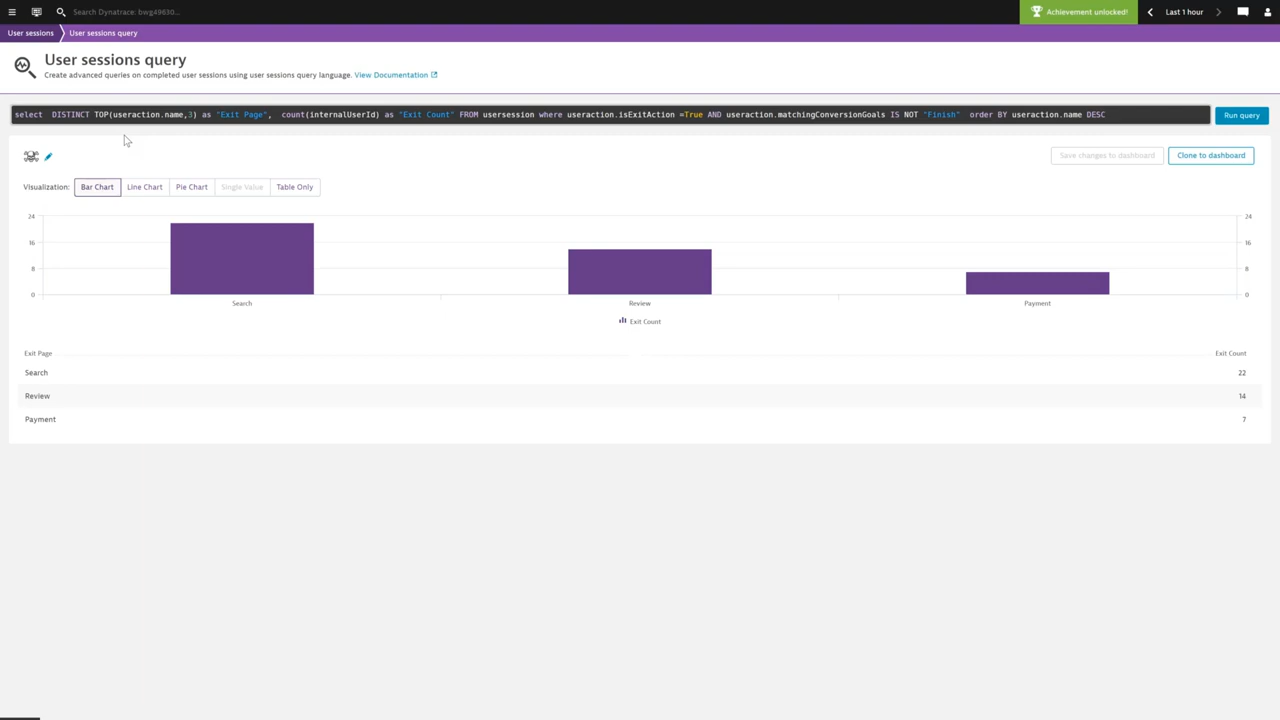 Search Dynatrace: bwg49630...
Achievement unlocked!
Last 1 hour
User sessions
User sessions query
User sessions query
Create advanced queries on completed user sessions using user sessions query language. View Documentation
select  DISTINCT TOP(useraction.name,3) as "Exit Page",  count(internalUserId) as "Exit Count" FROM usersession where useraction.isExitAction =True AND useraction.matchingConversionGoals IS NOT "Finish"  order BY useraction.name DESC
Run query
Save changes to dashboard
Clone to dashboard
Visualization: Bar Chart Line Chart Pie Chart Single Value Table Only
24 24
16 16
8 8
0 0
Search Review Payment
Exit Count
Exit Page Exit Count
Search 22
Review 14
Payment 7